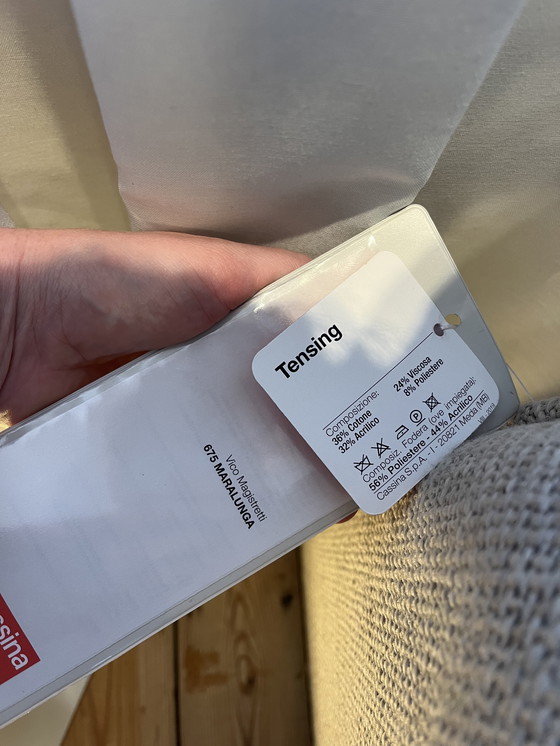 Tensing
Composizione:
36% Cotone 24% Viscosa
32% Acrilico 8% Poliestere
Composiz. Fodera (ove impiegata):
56% Poliestere - 44% Acrilico
Cassina S.p.A. - I - 20821 Meda (MB)
Vico Magistretti
675 MARALUNGA
ssina